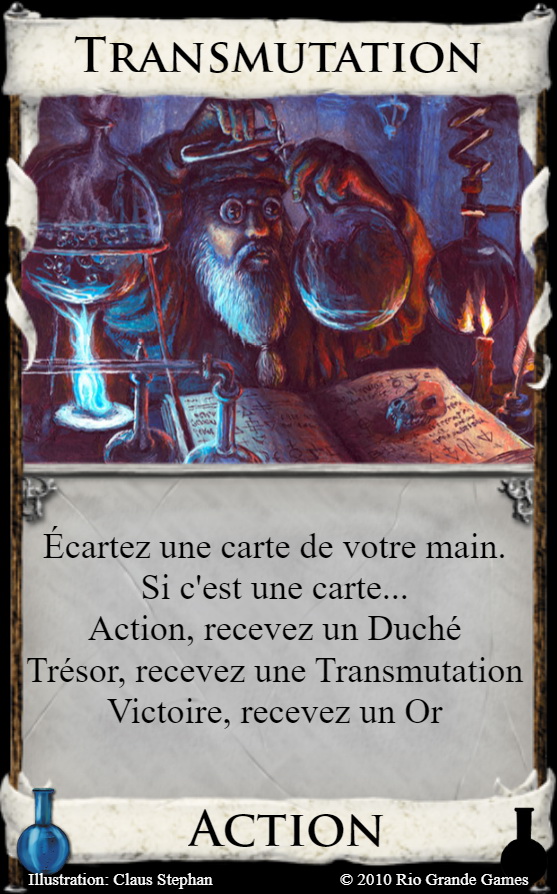 Transmutation
Écartez une carte de votre main.
Si c'est une carte...
Action, recevez un Duché
Trésor, recevez une Transmutation
Victoire, recevez un Or
Action
Illustration: Claus Stephan
© 2010 Rio Grande Games